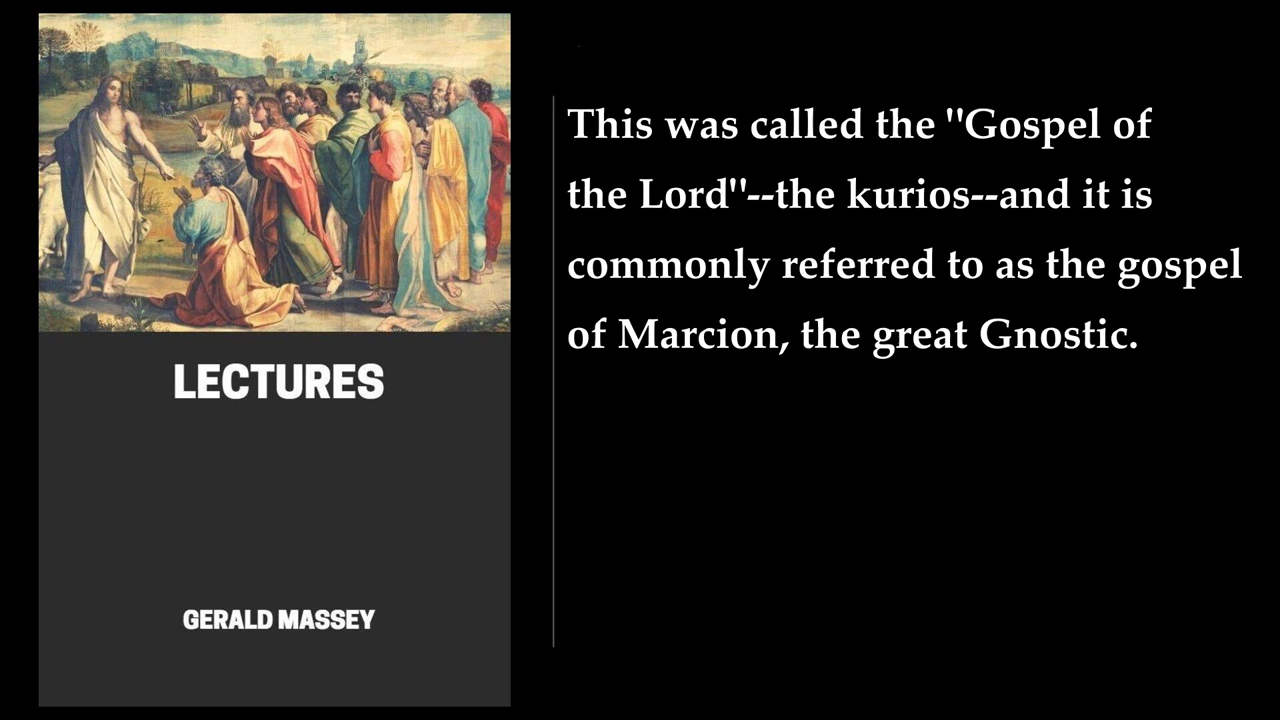 LECTURES
GERALD MASSEY
This was called the "Gospel of
the Lord"--the kurios--and it is
commonly referred to as the gospel
of Marcion, the great Gnostic.